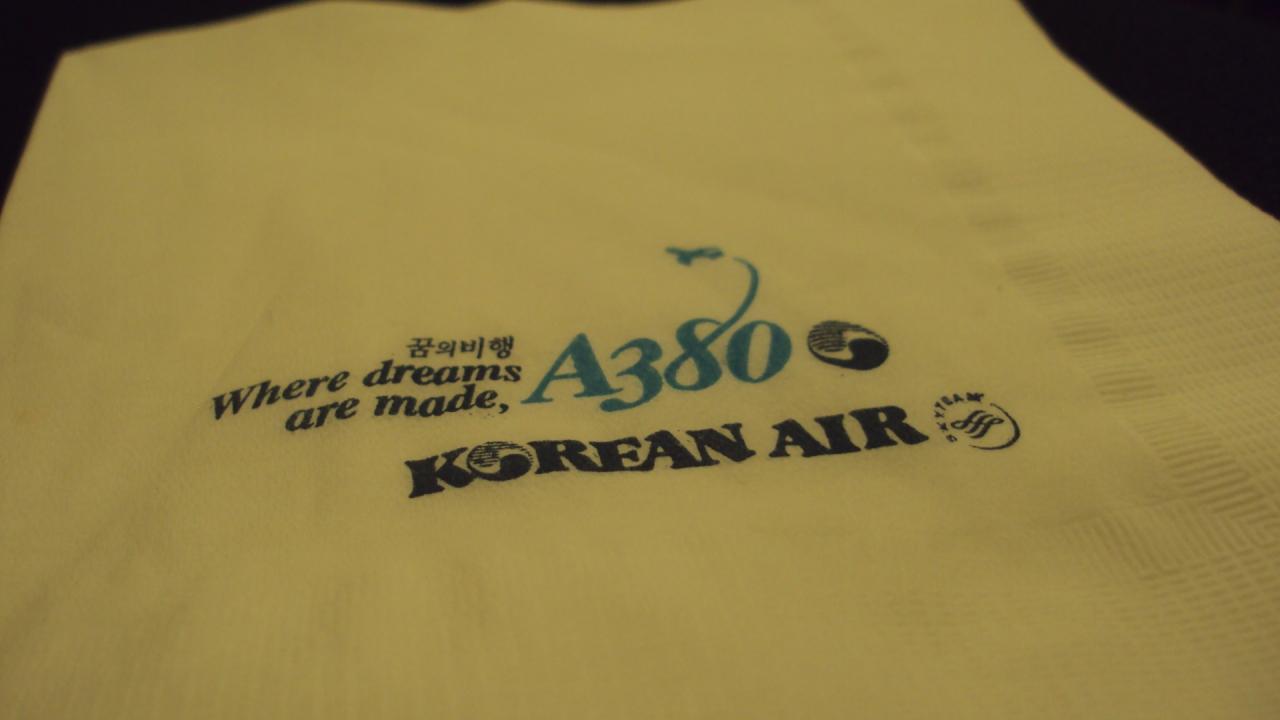 꿈의비행
Where dreams
are made,
A380
KOREAN AIR
SKYTEAM